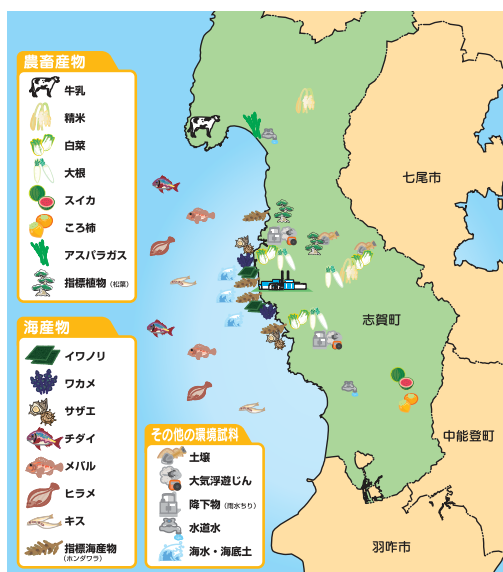 農畜産物
牛乳
精米
白菜
大根
スイカ
ころ柿
アスパラガス
指標植物(松葉)
海産物
イワノリ
ワカメ
サザエ
チダイ
メバル
ヒラメ
キス
指標海産物
(ホンダワラ)
その他の環境試料
土壌
大気浮遊じん
降下物(雨水ちり)
水道水
海水・海底土
七尾市
志賀町
中能登町
羽咋市